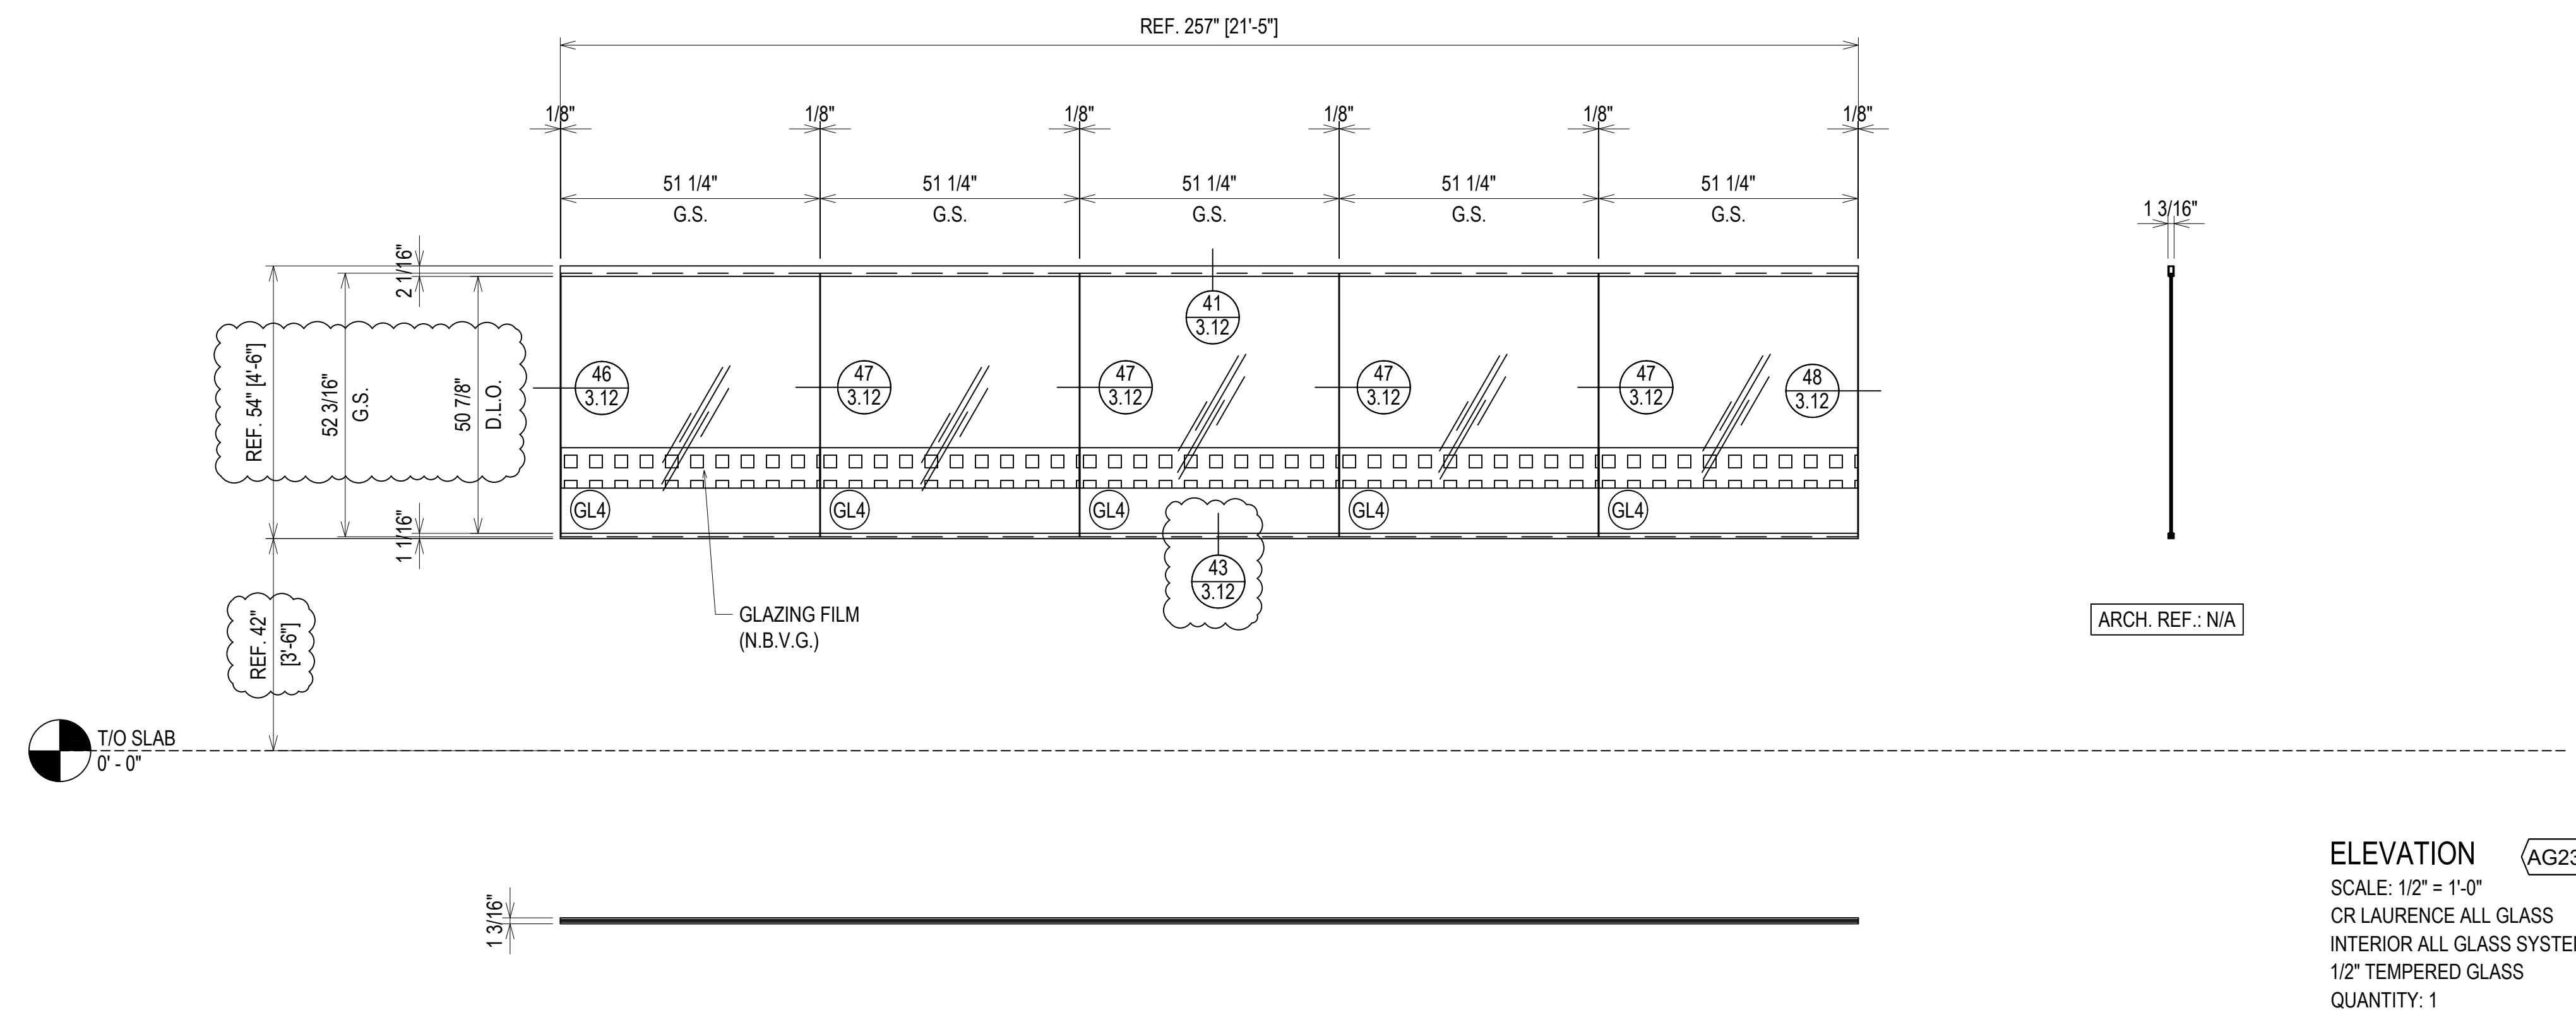 REF. 257" [21'-5"]
1/8" 1/8" 1/8" 1/8" 1/8" 1/8"
51 1/4" 51 1/4" 51 1/4" 51 1/4" 51 1/4"
G.S. G.S. G.S. G.S. G.S.
1 3/16"
2 1/16"
REF. 54" [4'-6"]
52 3/16"
G.S.
50 7/8"
D.L.O.
1 1/16"
41
3.12
46
3.12
47
3.12
47
3.12
47
3.12
47
3.12
48
3.12
GL4 GL4 GL4 GL4 GL4
43
3.12
GLAZING FILM
(N.B.V.G.)
REF. 42"
[3'-6"]
ARCH. REF.: N/A
T/O SLAB
0' - 0"
1 3/16"
ELEVATION
AG23
SCALE: 1/2" = 1'-0"
CR LAURENCE ALL GLASS
INTERIOR ALL GLASS
1/2" TEMPERED GLASS
QUANTITY: 1